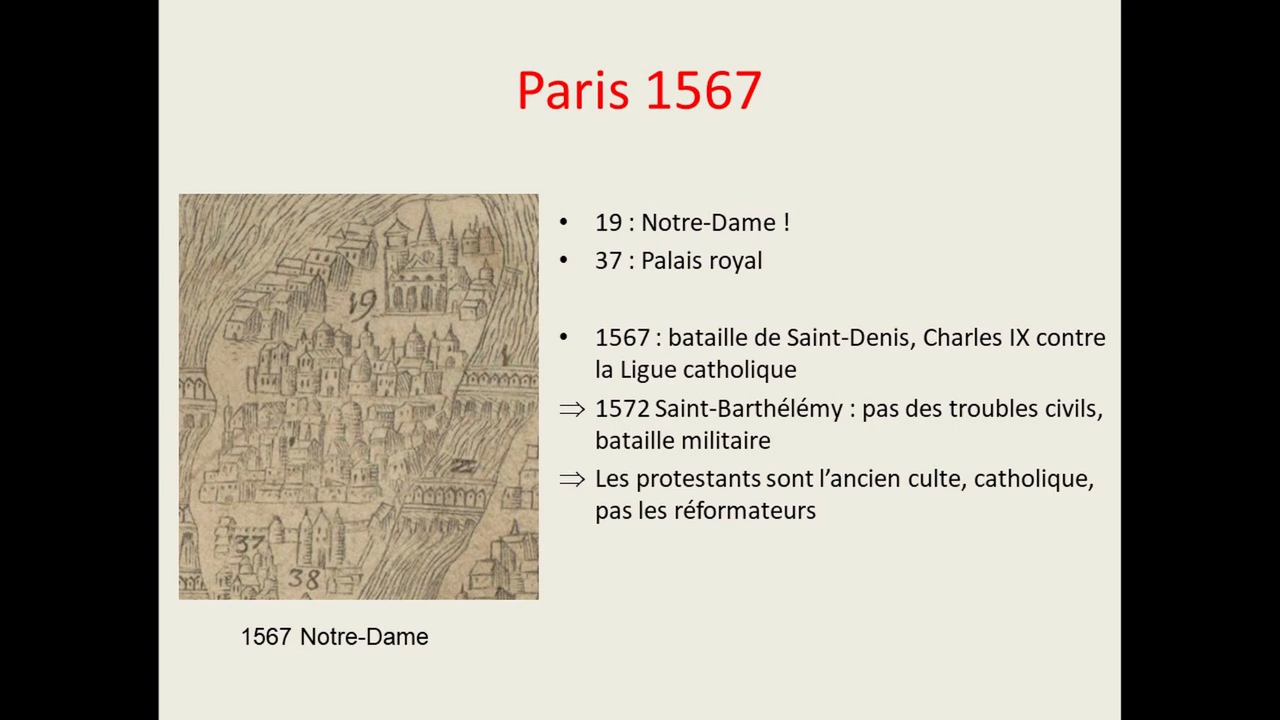 Paris 1567
19
22
37
38
1567 Notre-Dame
• 19 : Notre-Dame !
• 37 : Palais royal
• 1567 : bataille de Saint-Denis, Charles IX contre
la Ligue catholique
⇒ 1572 Saint-Barthélémy : pas des troubles civils,
bataille militaire
⇒ Les protestants sont l’ancien culte, catholique,
pas les réformateurs